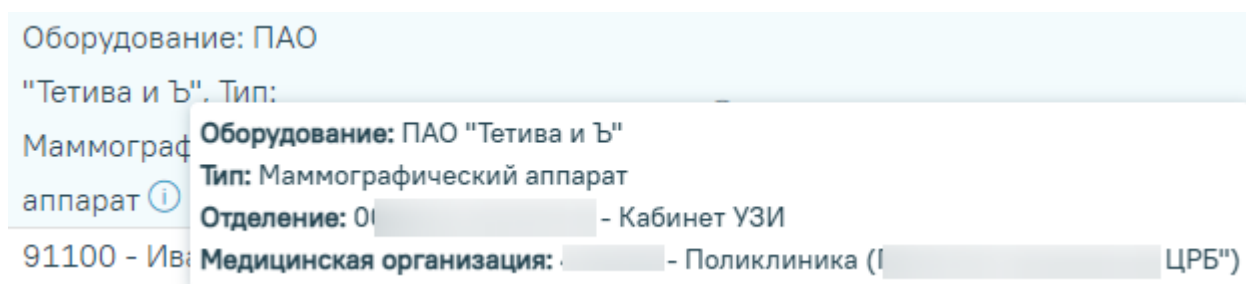 Оборудование: ПАО
"Тетива и Ъ", Тип:
Маммограф
аппарат
91100 - Ива
Оборудование: ПАО "Тетива и Ъ"
Тип: Маммографический аппарат
Отделение: - Кабинет УЗИ
Медицинская организация: - Поликлиника ( ЦРБ")